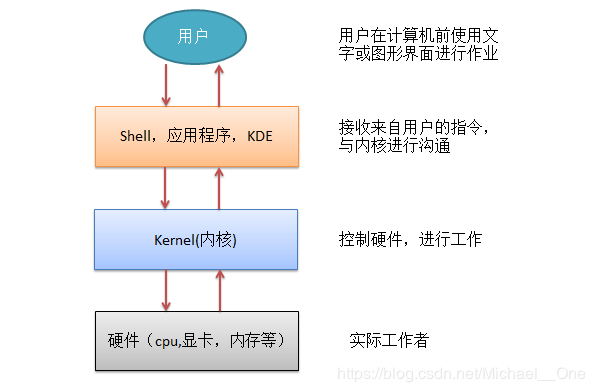 用户
用户在计算机前使用文
字或图形界面进行作业
Shell，应用程序，KDE
接收来自用户的指令，
与内核进行沟通
Kernel(内核)
控制硬件，进行工作
硬件（cpu,显卡，内存等）
实际工作者
https://blog.csdn.net/Michael__One